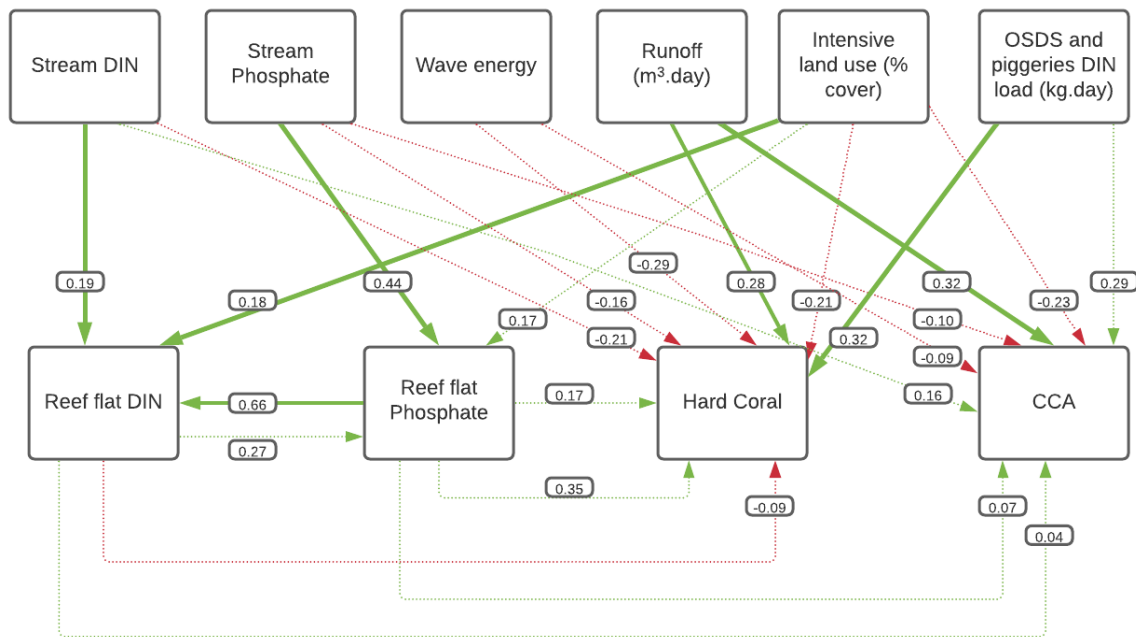 Stream DIN
Stream
Phosphate
Wave energy
Runoff
(m³.day)
Intensive
land use (%
cover)
OSDS and
piggeries DIN
load (kg.day)
-0.29
0.19
0.44
0.28
0.32
0.29
0.18
-0.16
-0.21
-0.23
0.17
-0.10
-0.21
0.32
-0.09
Reef flat DIN
Reef flat
Phosphate
Hard Coral
CCA
0.66
0.17
0.16
0.27
0.35
-0.09
0.07
0.04